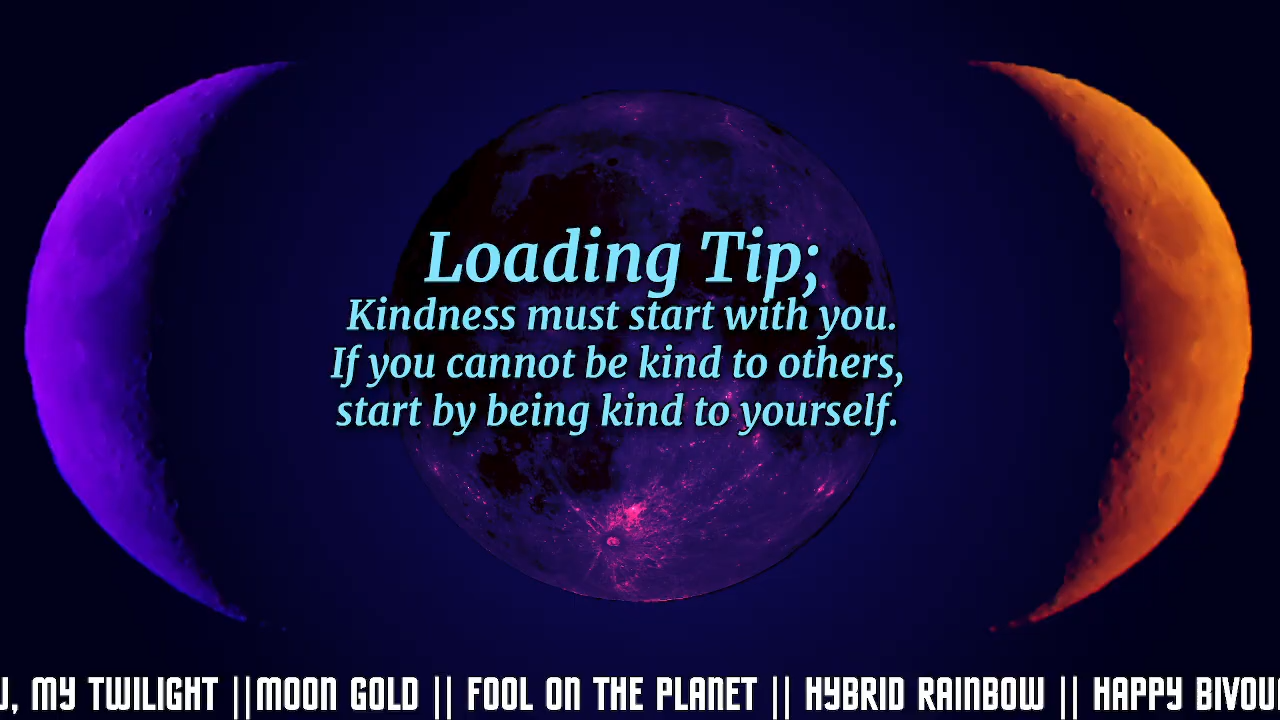 Loading Tip;
Kindness must start with you.
If you cannot be kind to others,
start by being kind to yourself.
MY TWILIGHT ||MOON GOLD || FOOL ON THE PLANET || HYBRID RAINBOW || HAPPY